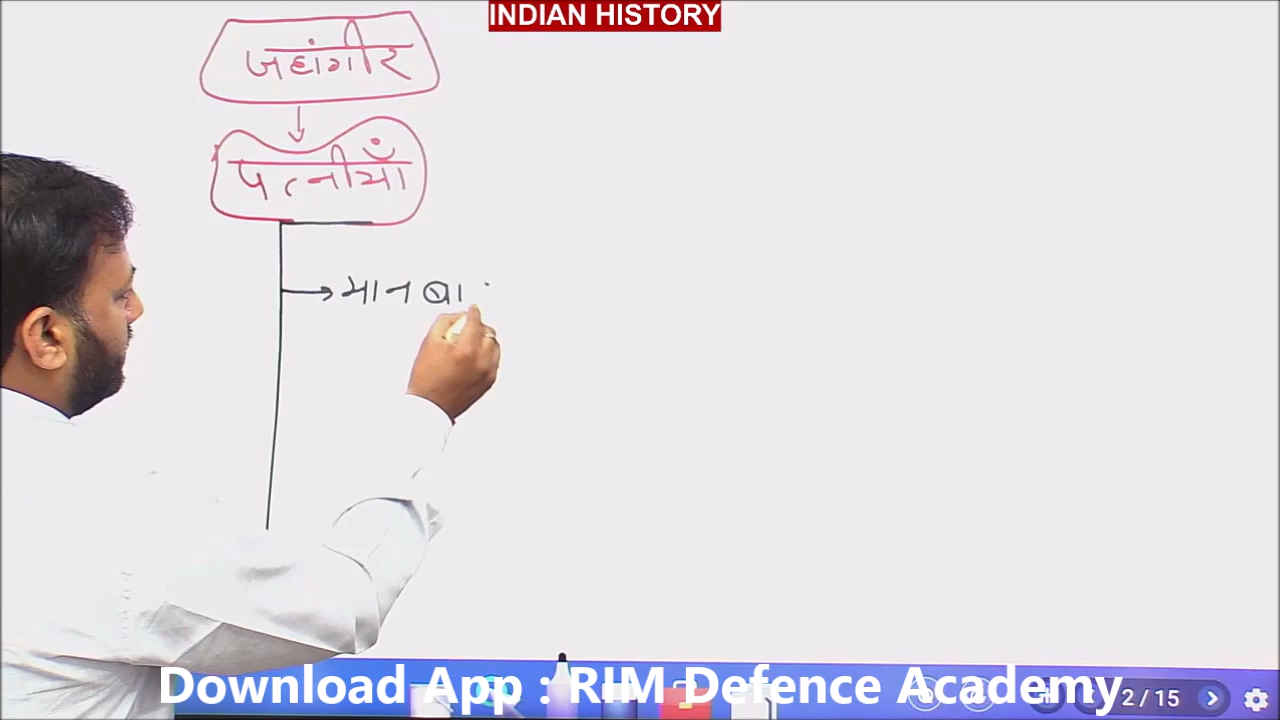 INDIAN HISTORY
जहांगीर
पत्नीयाँ
मानबा
Download App : RIM Defence Academy
2 / 15